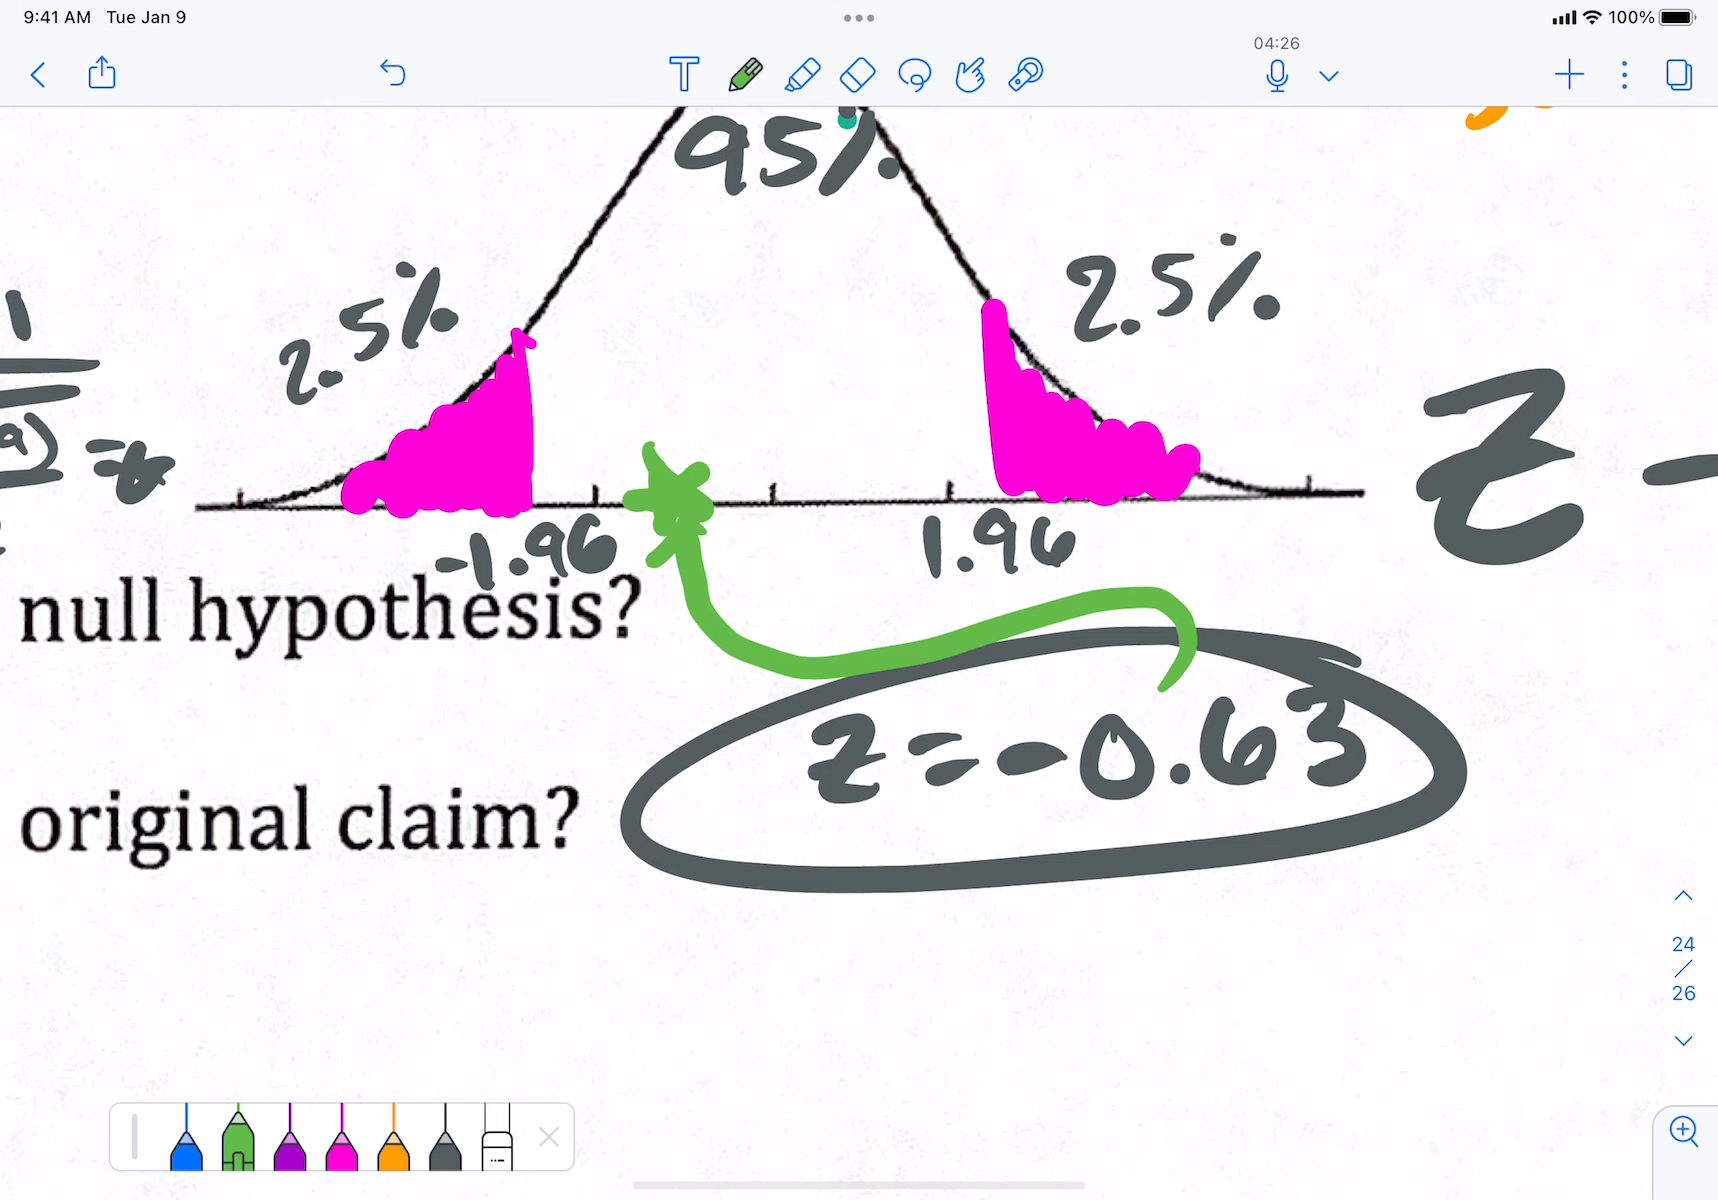 9:41 AM Tue Jan 9
100%
04:26
95%
2.5%
2.5%
1
=
Z -
-1.96
1.96
null hypothesis?
z=-0.63
original claim?
24
/
26